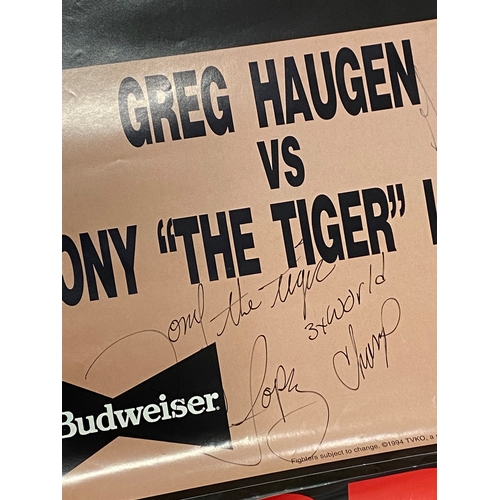 GREG HAUGEN
VS
ONY "THE TIGER" L
Tony the tiger
Lopez
3x World
Champ
Budweiser
Fighters subject to change. ©1994 TVKO, a